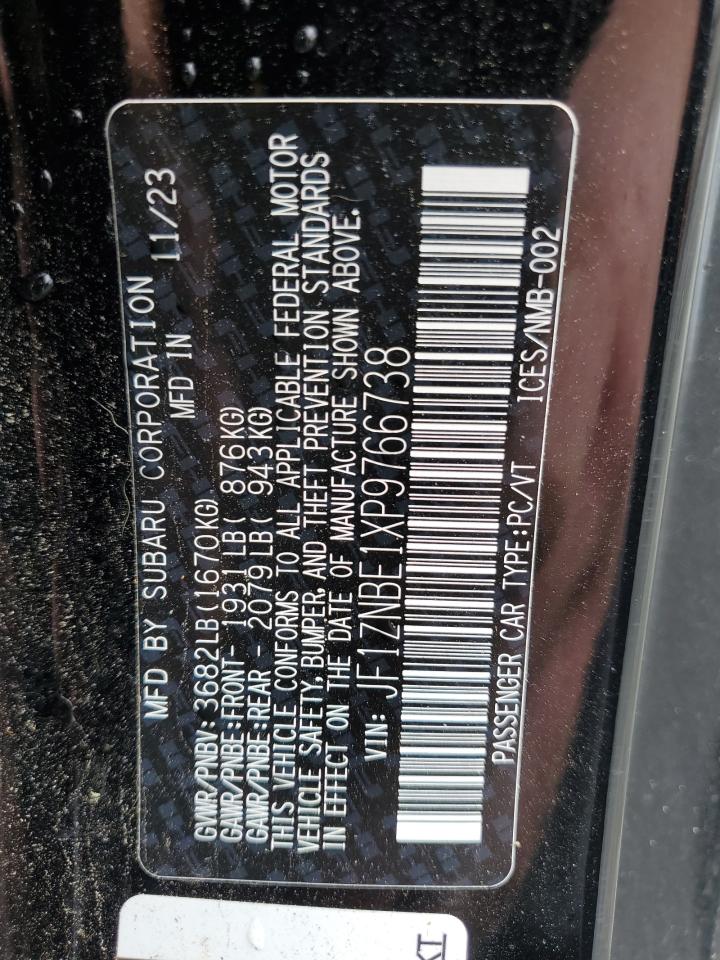 MFD BY SUBARU CORPORATION
MFD IN 11/23
GVWR/PNBV: 3682LB(1670KG)
GAWR/PNBE:FRONT- 1931LB( 876KG)
GAWR/PNBE:REAR - 2079LB( 943KG)
THIS VEHICLE CONFORMS TO ALL APPLICABLE FEDERAL MOTOR
VEHICLE SAFETY,BUMPER, AND THEFT PREVENTION STANDARDS
IN EFFECT ON THE DATE OF MANUFACTURE SHOWN ABOVE.
VIN: JF1ZNBE1XP9766738
PASSENGER CAR TYPE:PC/VT ICES/NMB-002